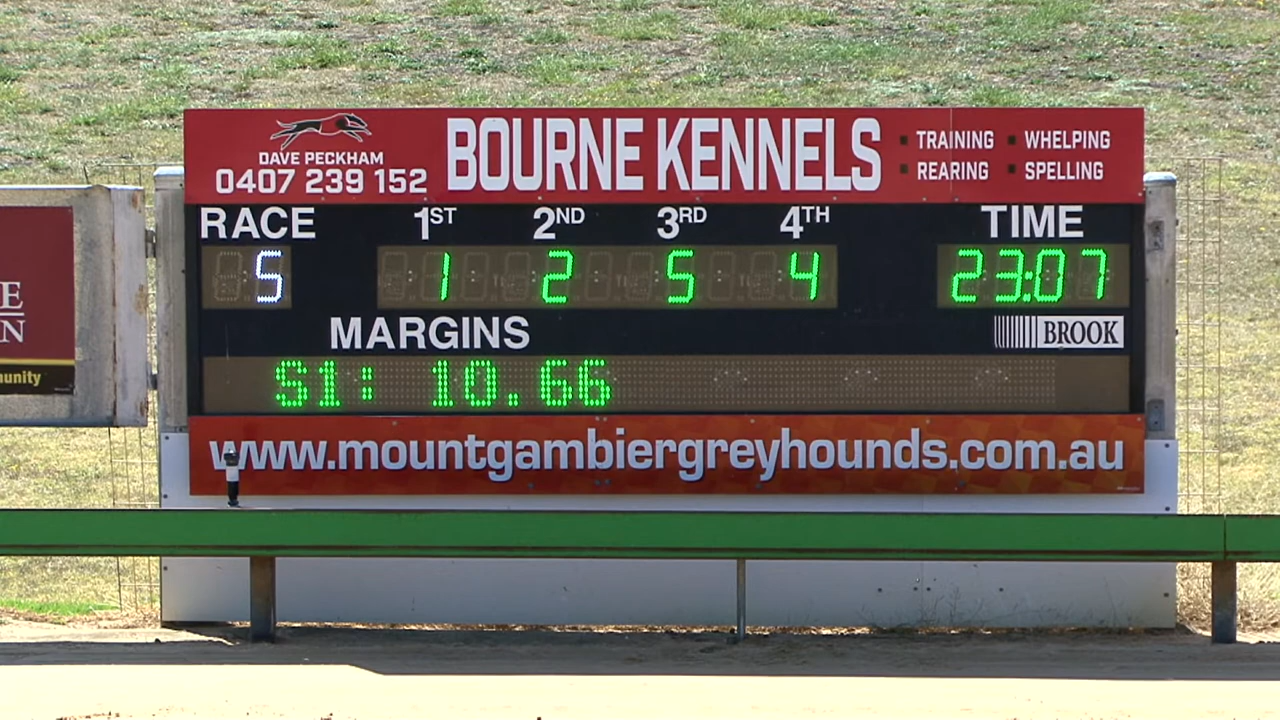 DAVE PECKHAM
0407 239 152
BOURNE KENNELS
TRAINING
WHELPING
REARING
SPELLING
RACE 1ST 2ND 3RD 4TH TIME
5 1 2 5 4 23:07
MARGINS
BROOK
S1: 10.66
www.mountgambiergreyhounds.com.au
E
N
unity